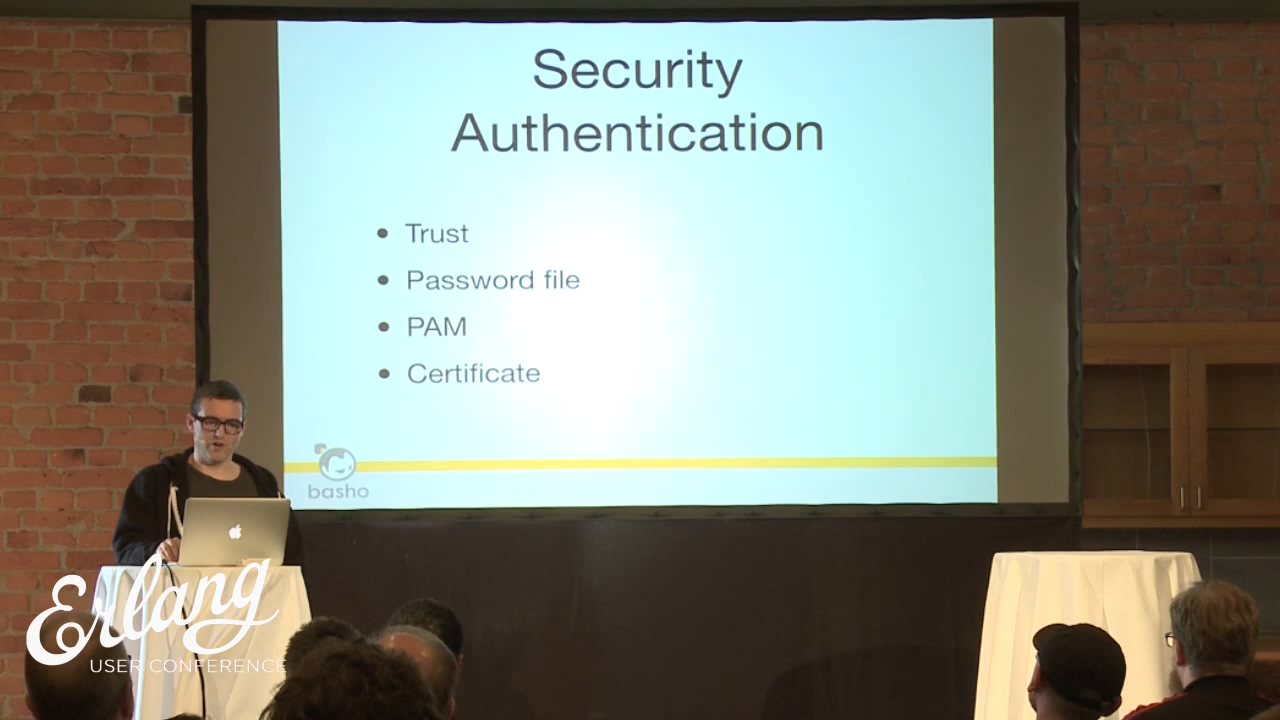 Security
Authentication
• Trust
• Password file
• PAM
• Certificate
basho
Erlang
USER CONFERENCE